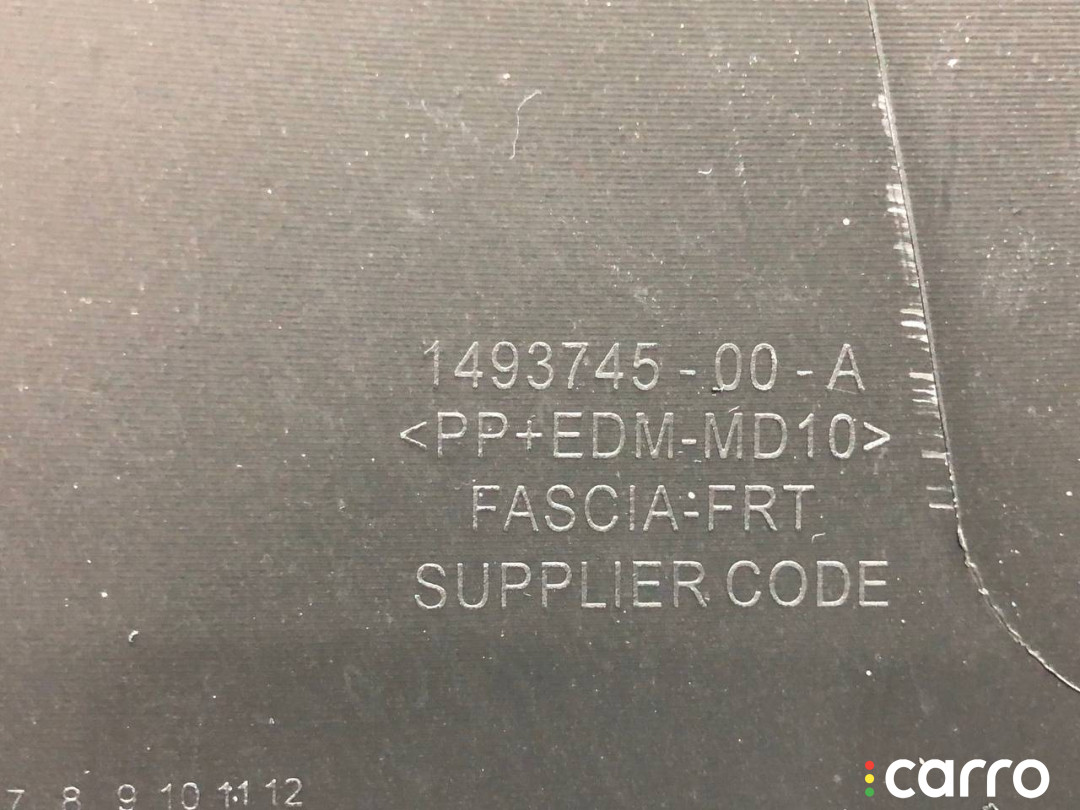 1493745-00-A
<PP+EDM-MD10>
FASCIA-FRT
SUPPLIER CODE
7 8 9 10 11 12
carro